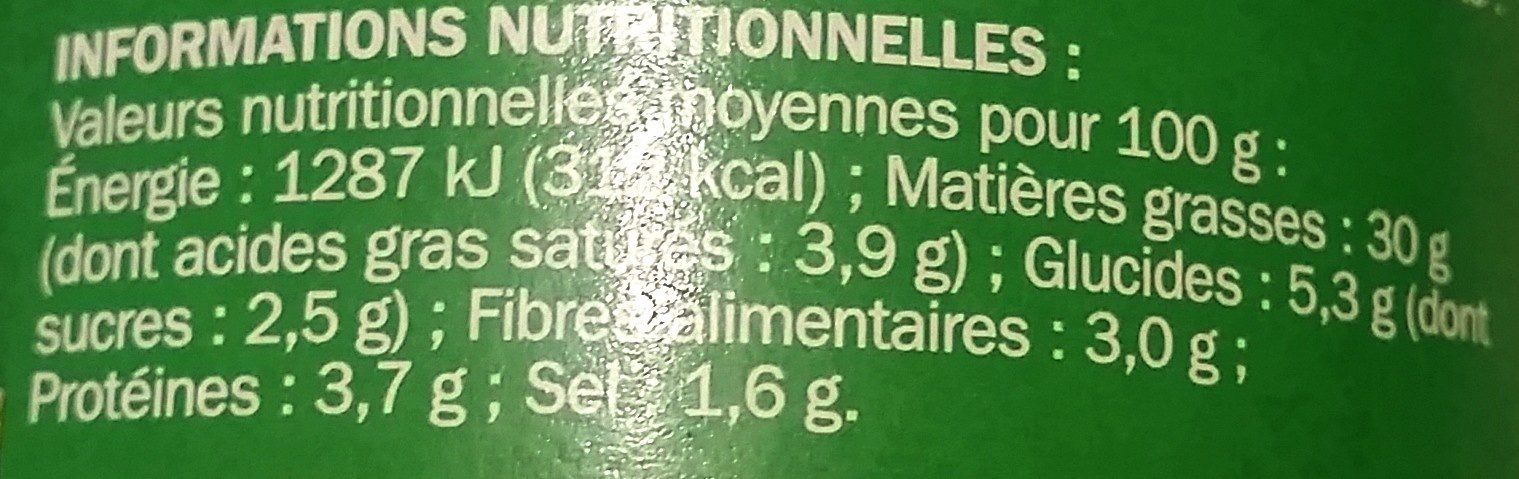 INFORMATIONS NUTRITIONNELLES :
Valeurs nutritionnelles moyennes pour 100 g :
Énergie : 1287 kJ ( kcal) ; Matières grasses : 30 g
(dont acides gras saturés : 3,9 g) ; Glucides : 5,3 g (dont
sucres : 2,5 g) ; Fibres alimentaires : 3,0 g ;
Protéines : 3,7 g ; Sel : 1,6 g.